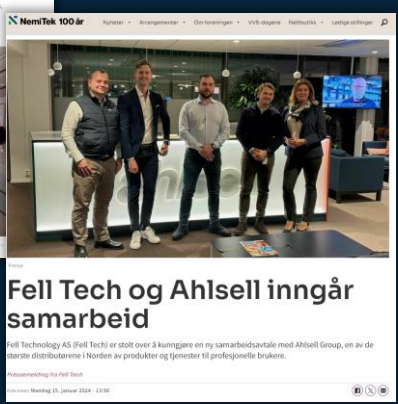 NemiTek 100 år
Nyheter Arrangementer Om foreningen VVS-dagene Nettbutikk Ledige stillinger
Fell Tech og Ahlsell inngår
samarbeid
Fell Technology AS (Fell Tech) er stolt over å kunngjøre en ny samarbeidsavtale med Ahlsell Group, en av de
største distributørene i Norden av produkter og tjenester til profesjonelle brukere.
Pressemelding fra Fell Tech
Mandag 15. januar 2024 - 13:50